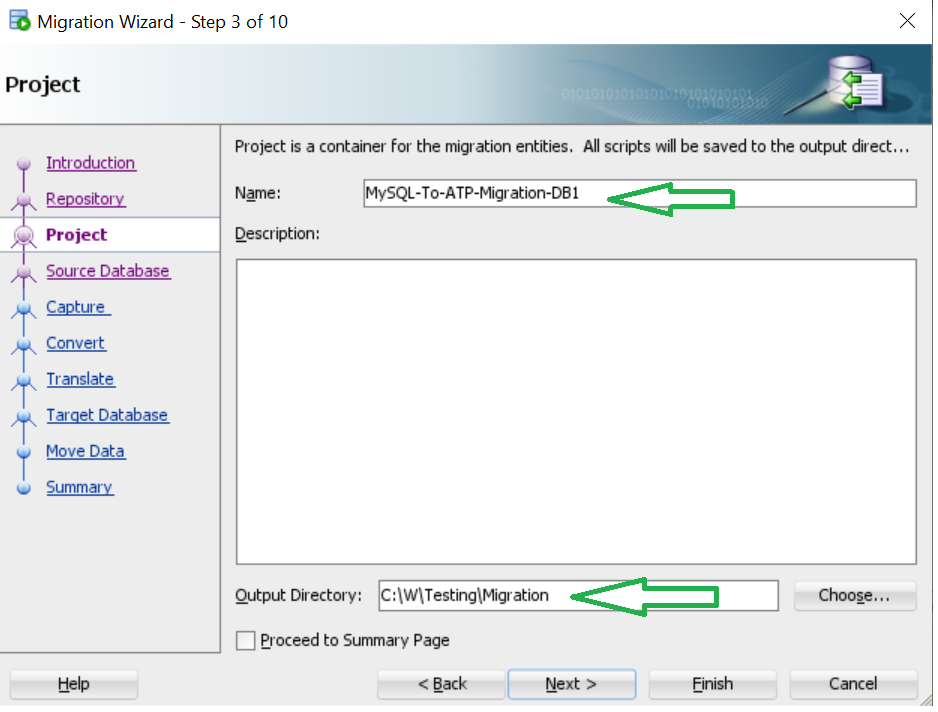 Migration Wizard - Step 3 of 10
Project
0101010101010101010101010101
01010101010
Introduction
Repository
Project
Source Database
Capture
Convert
Translate
Target Database
Move Data
Summary
Project is a container for the migration entities.  All scripts will be saved to the output direct...
Name:
MySQL-To-ATP-Migration-DB1
Description:
Output Directory:
C:\W\Testing\Migration
Choose...
Proceed to Summary Page
Help
< Back
Next >
Finish
Cancel